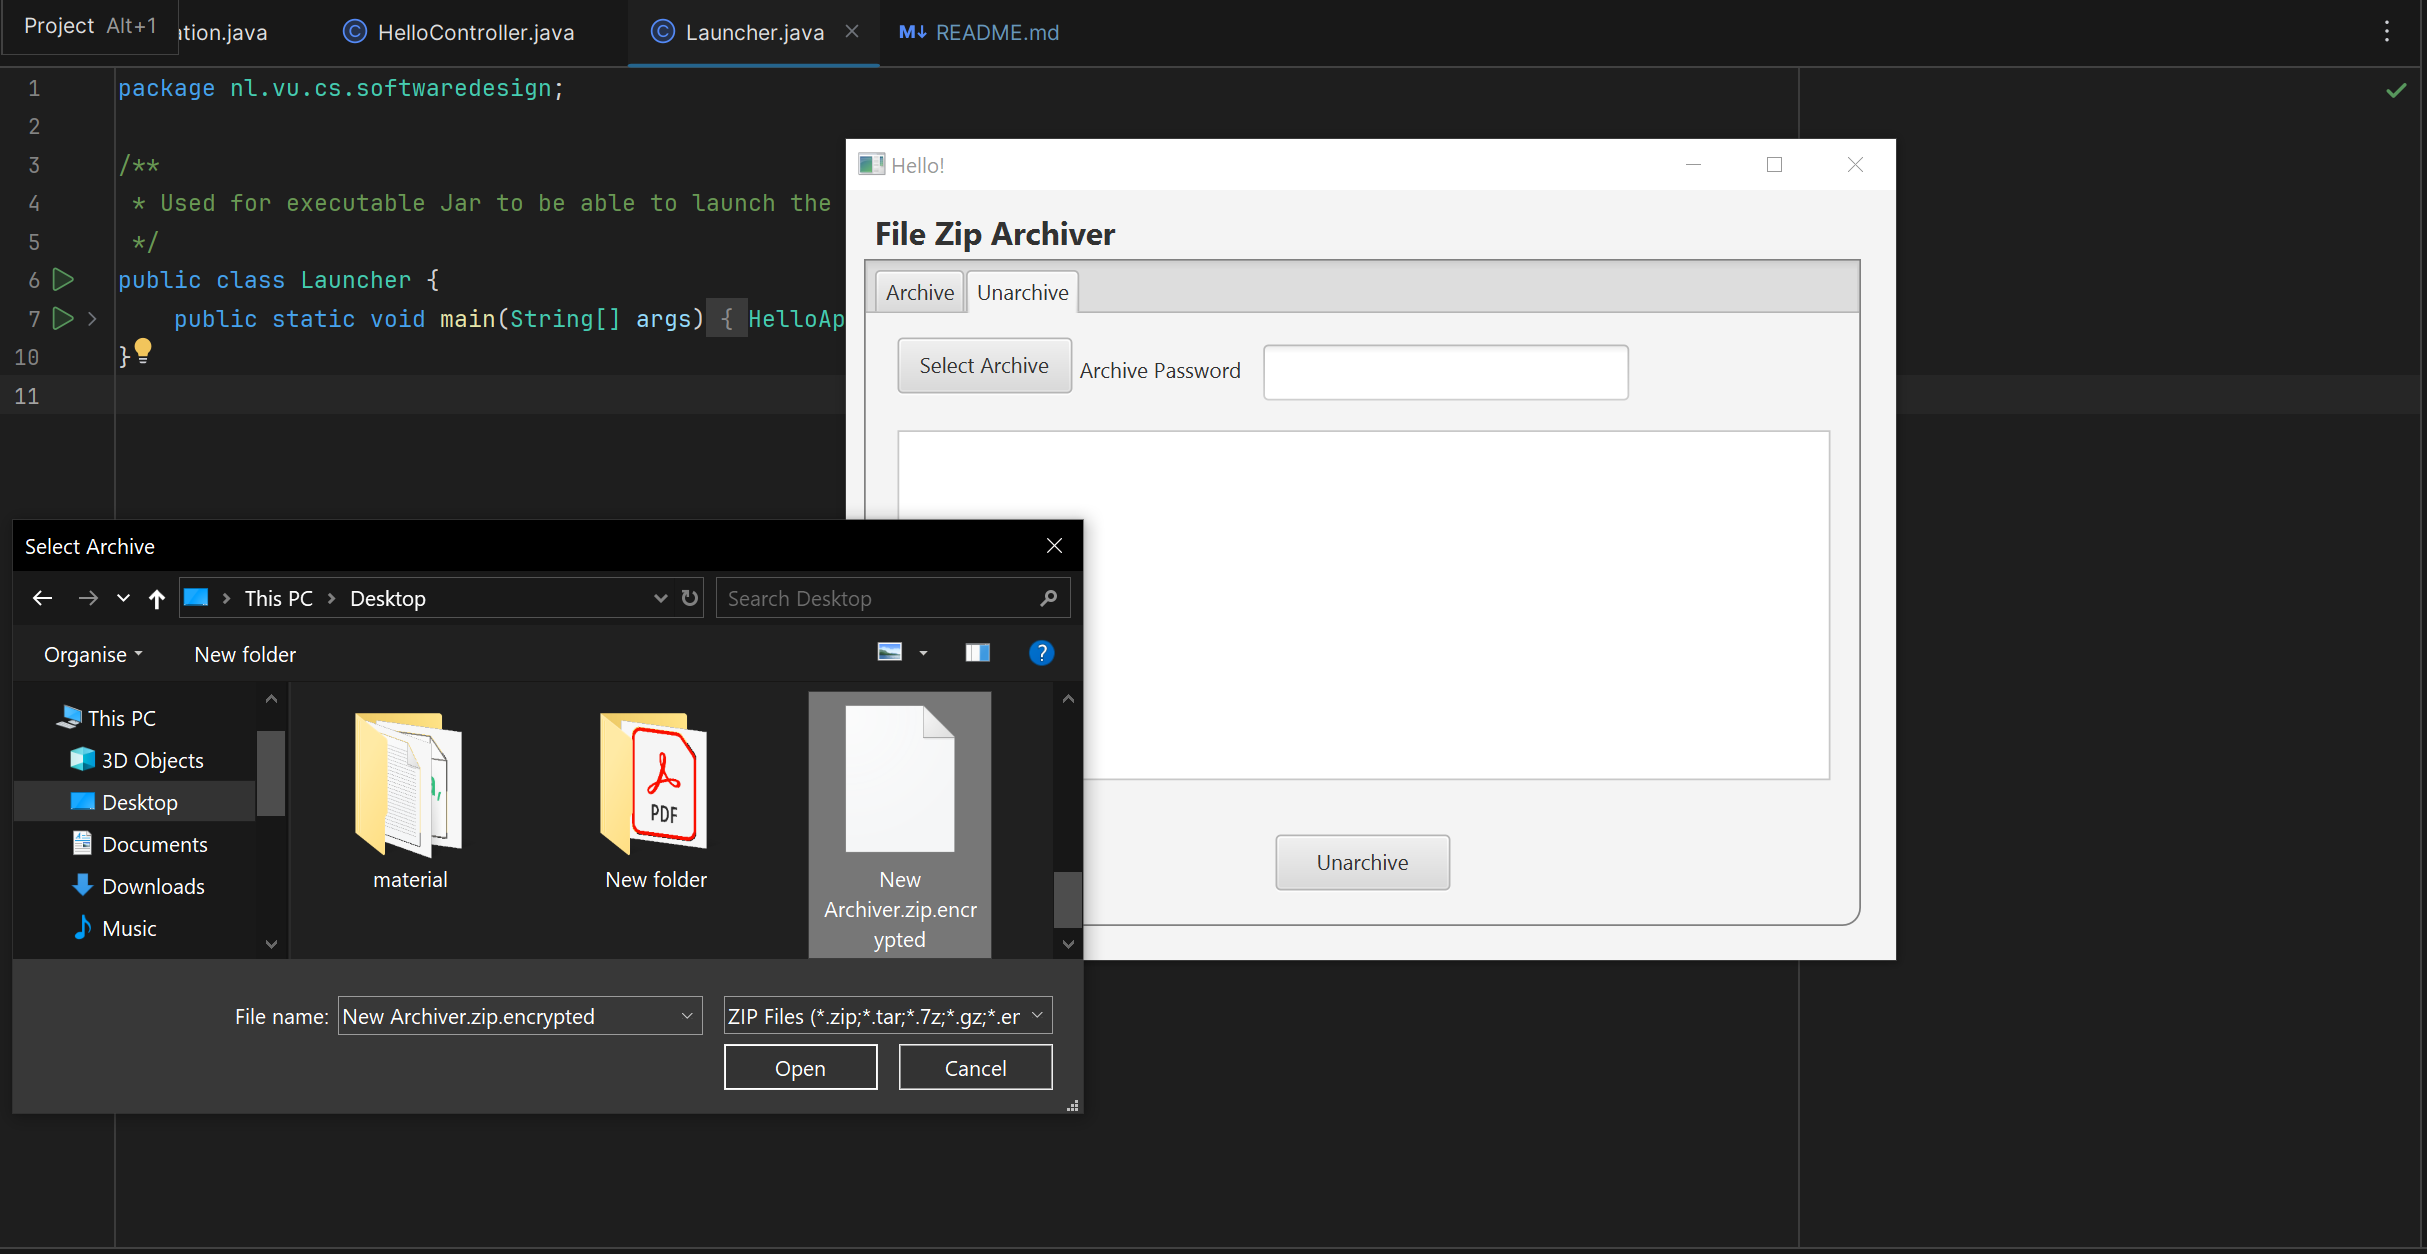 Project Alt+1
ation.java
HelloController.java
Launcher.java
M↓ README.md
1 package nl.vu.cs.softwaredesign;
2
3 /**
4 * Used for executable Jar to be able to launch the
5 */
6 public class Launcher {
7 public static void main(String[] args) { HelloAp
10 }
11
Hello!
File Zip Archiver
Archive Unarchive
Select Archive Archive Password
Unarchive
Select Archive
This PC > Desktop
Search Desktop
Organise New folder
This PC
3D Objects
Desktop
Documents
Downloads
Music
PDF
material
New folder
New
Archiver.zip.encr
ypted
File name: New Archiver.zip.encrypted
ZIP Files (*.zip;*.tar;*.7z;*.gz;*.er
Open Cancel